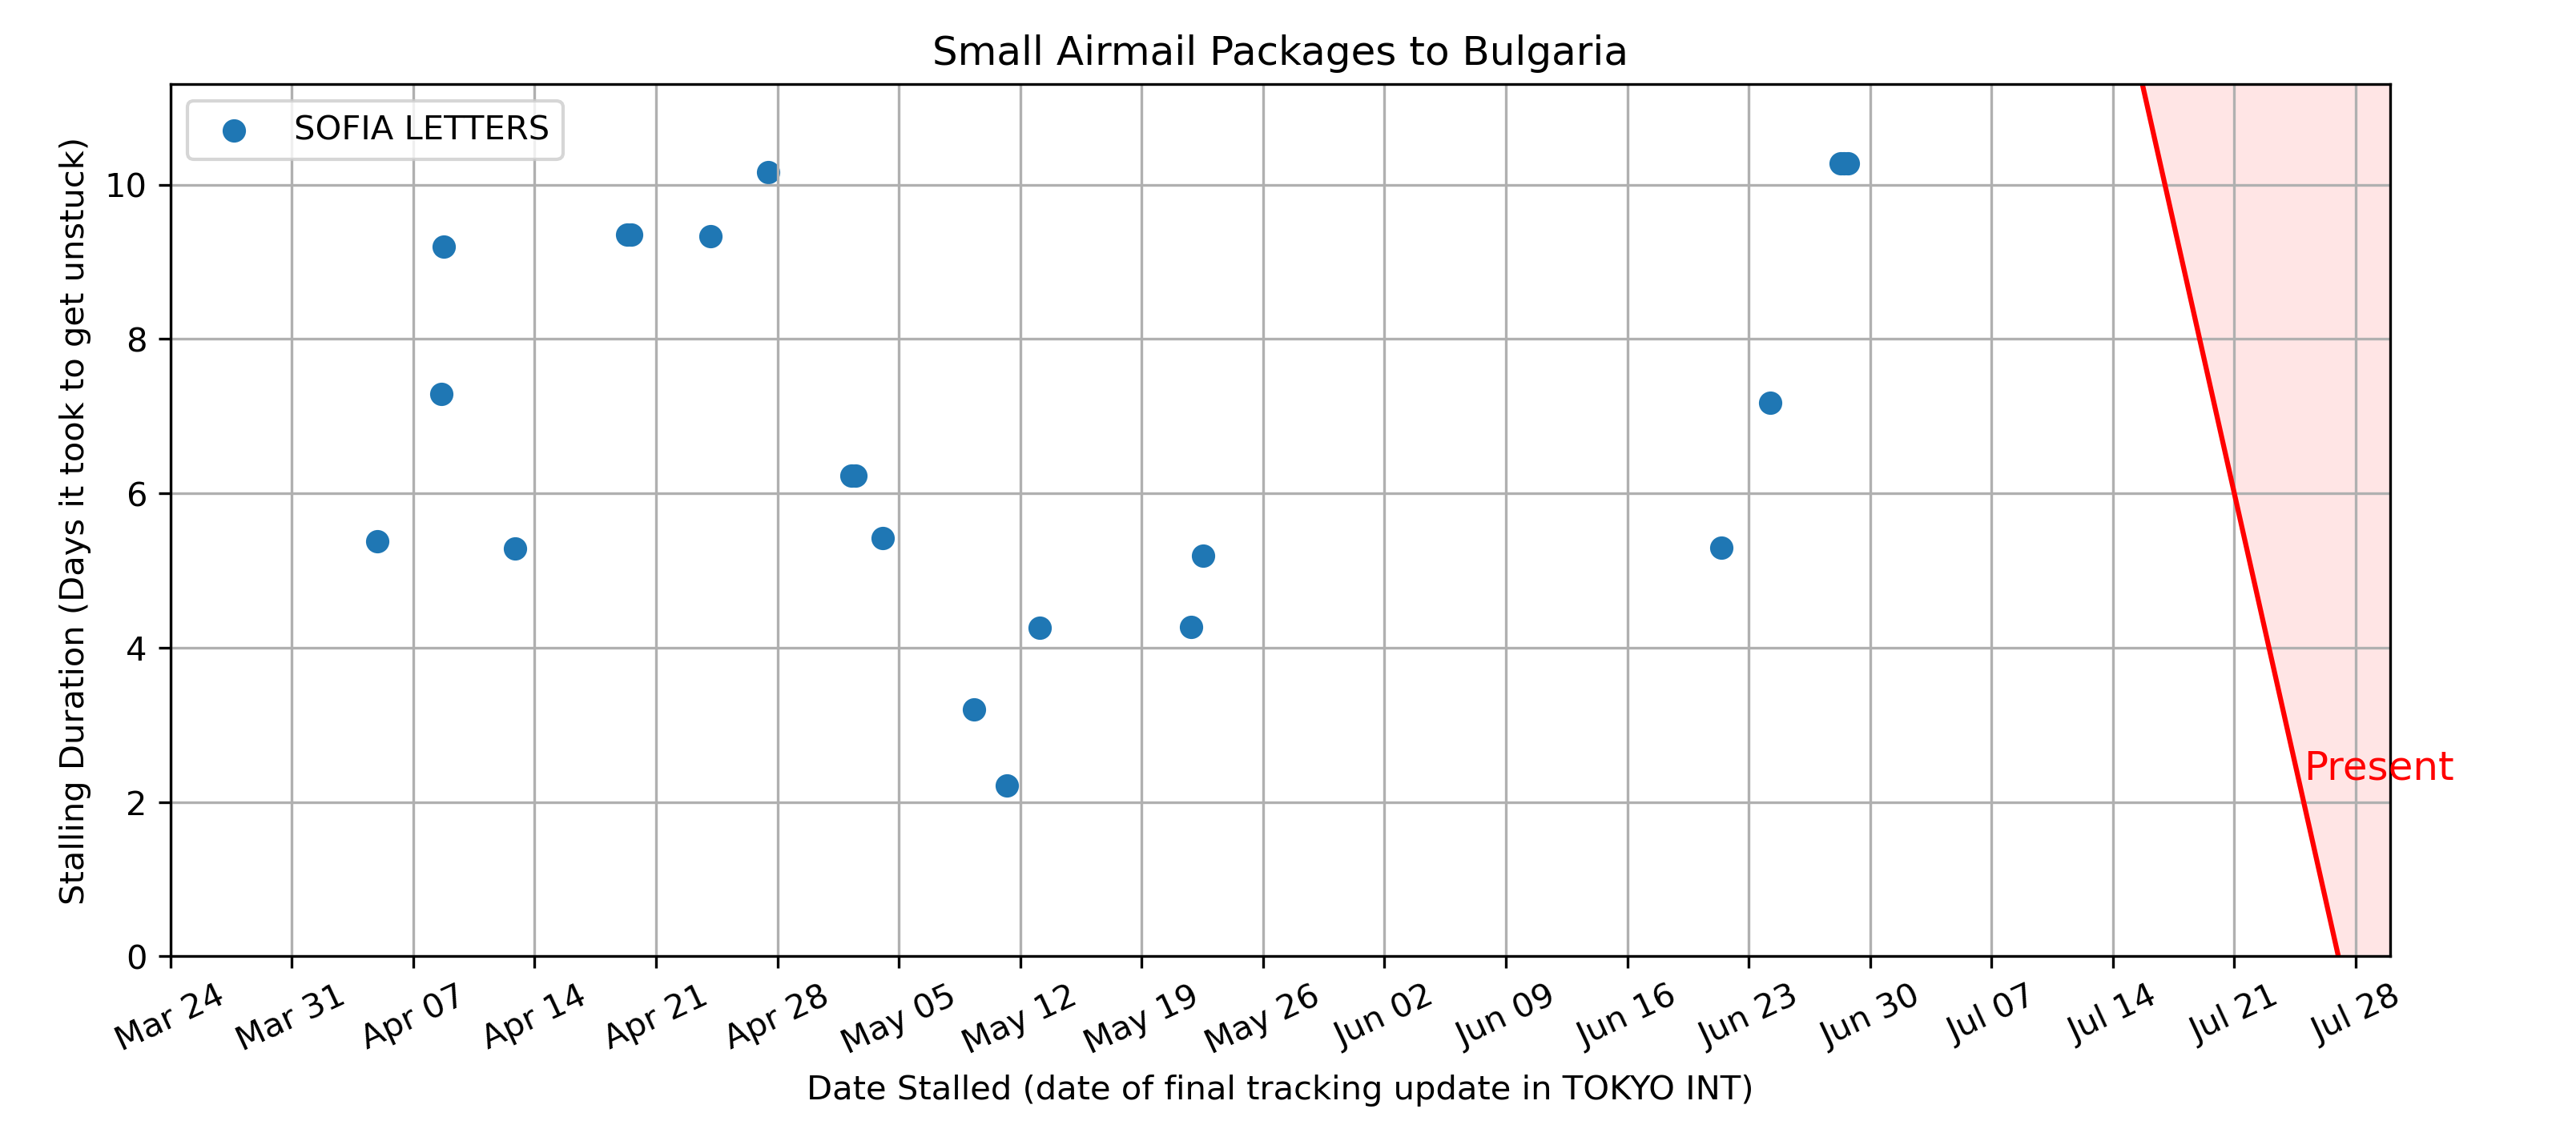 Small Airmail Packages to Bulgaria
SOFIA LETTERS
Stalling Duration (Days it took to get unstuck)
10
8
6
4
2
0
Present
Mar 24
Mar 31
Apr 07
Apr 14
Apr 21
Apr 28
May 05
May 12
May 19
May 26
Jun 02
Jun 09
Jun 16
Jun 23
Jun 30
Jul 07
Jul 14
Jul 21
Jul 28
Date Stalled (date of final tracking update in TOKYO INT)